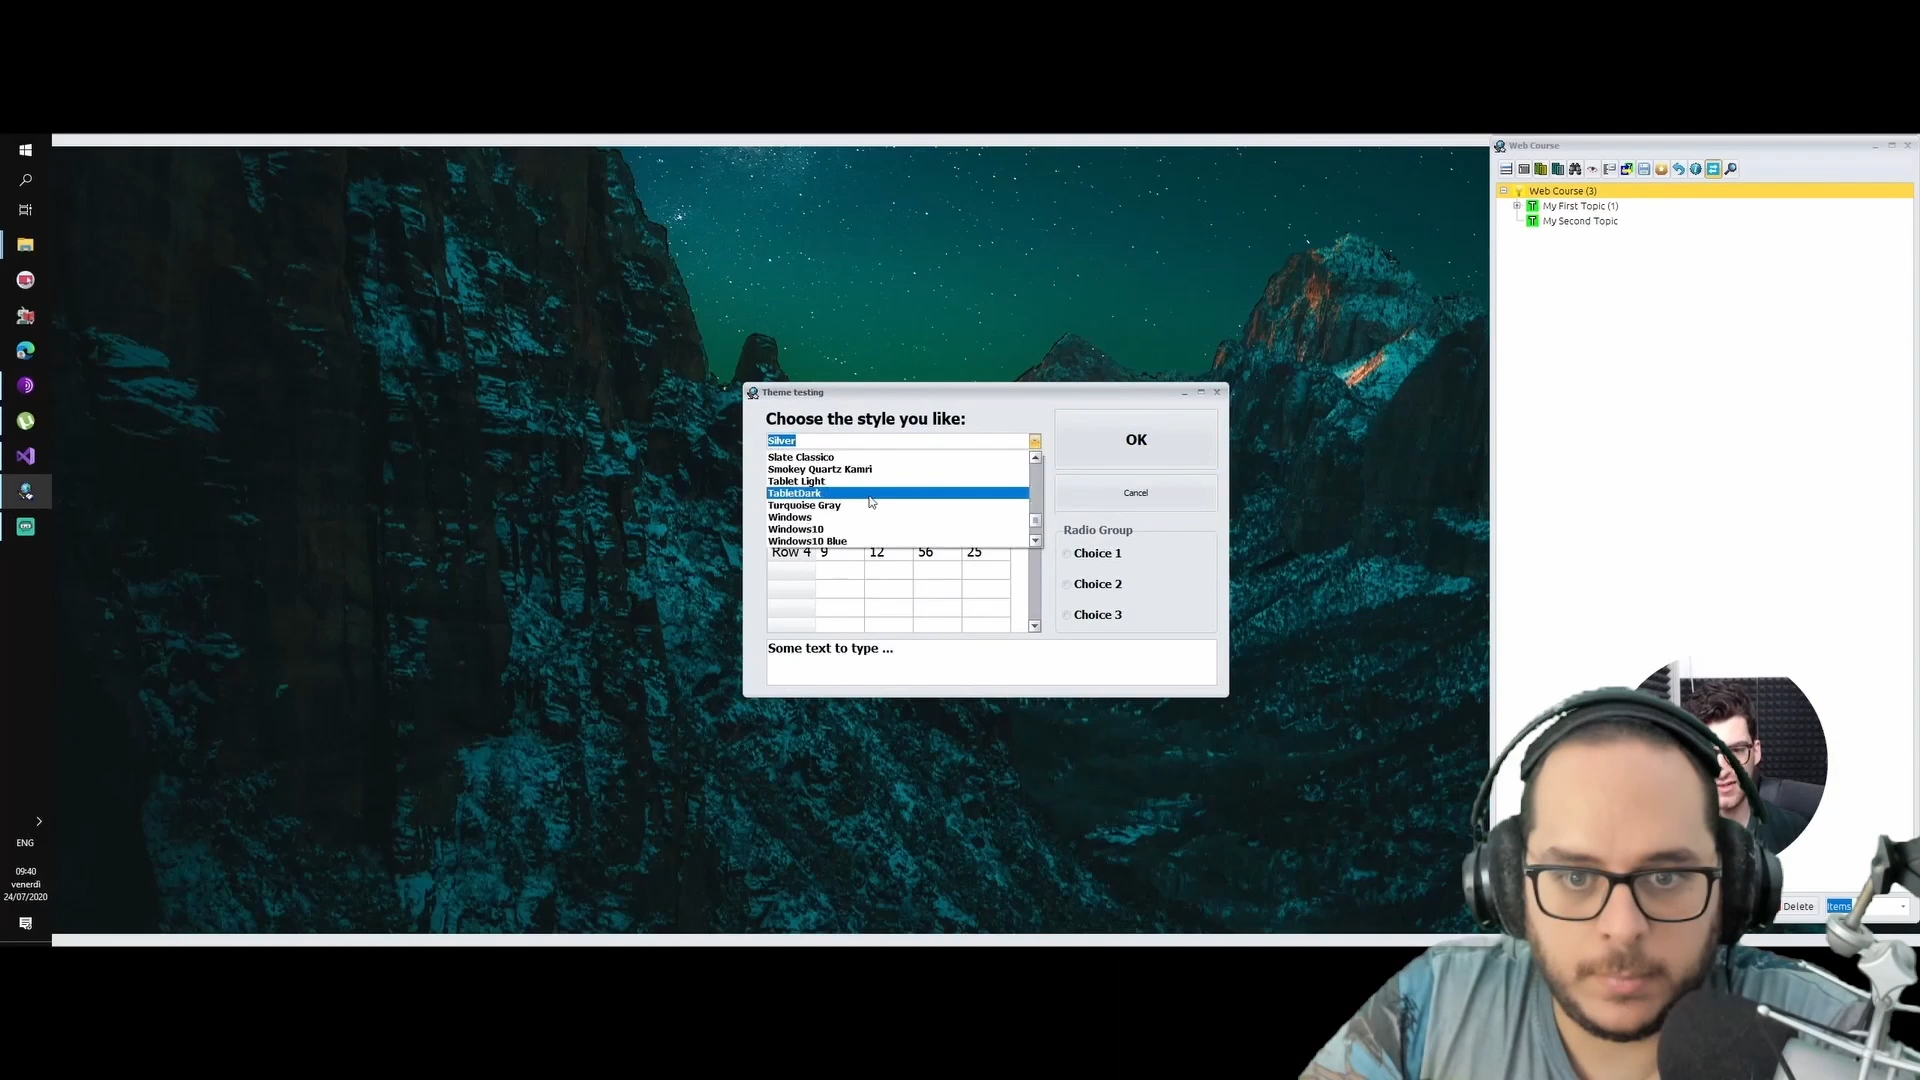 Web Course
Web Course (3)
My First Topic (1)
My Second Topic
Theme testing
Choose the style you like:
Silver
Slate Classico
Smokey Quartz Kamri
Tablet Light
TabletDark
Turquoise Gray
Windows
Windows10
Windows10 Blue
Row 4 9 12 56 25
Some text to type ...
OK
Cancel
Radio Group
Choice 1
Choice 2
Choice 3
ENG
09:40
venerdì
24/07/2020
Delete
Items